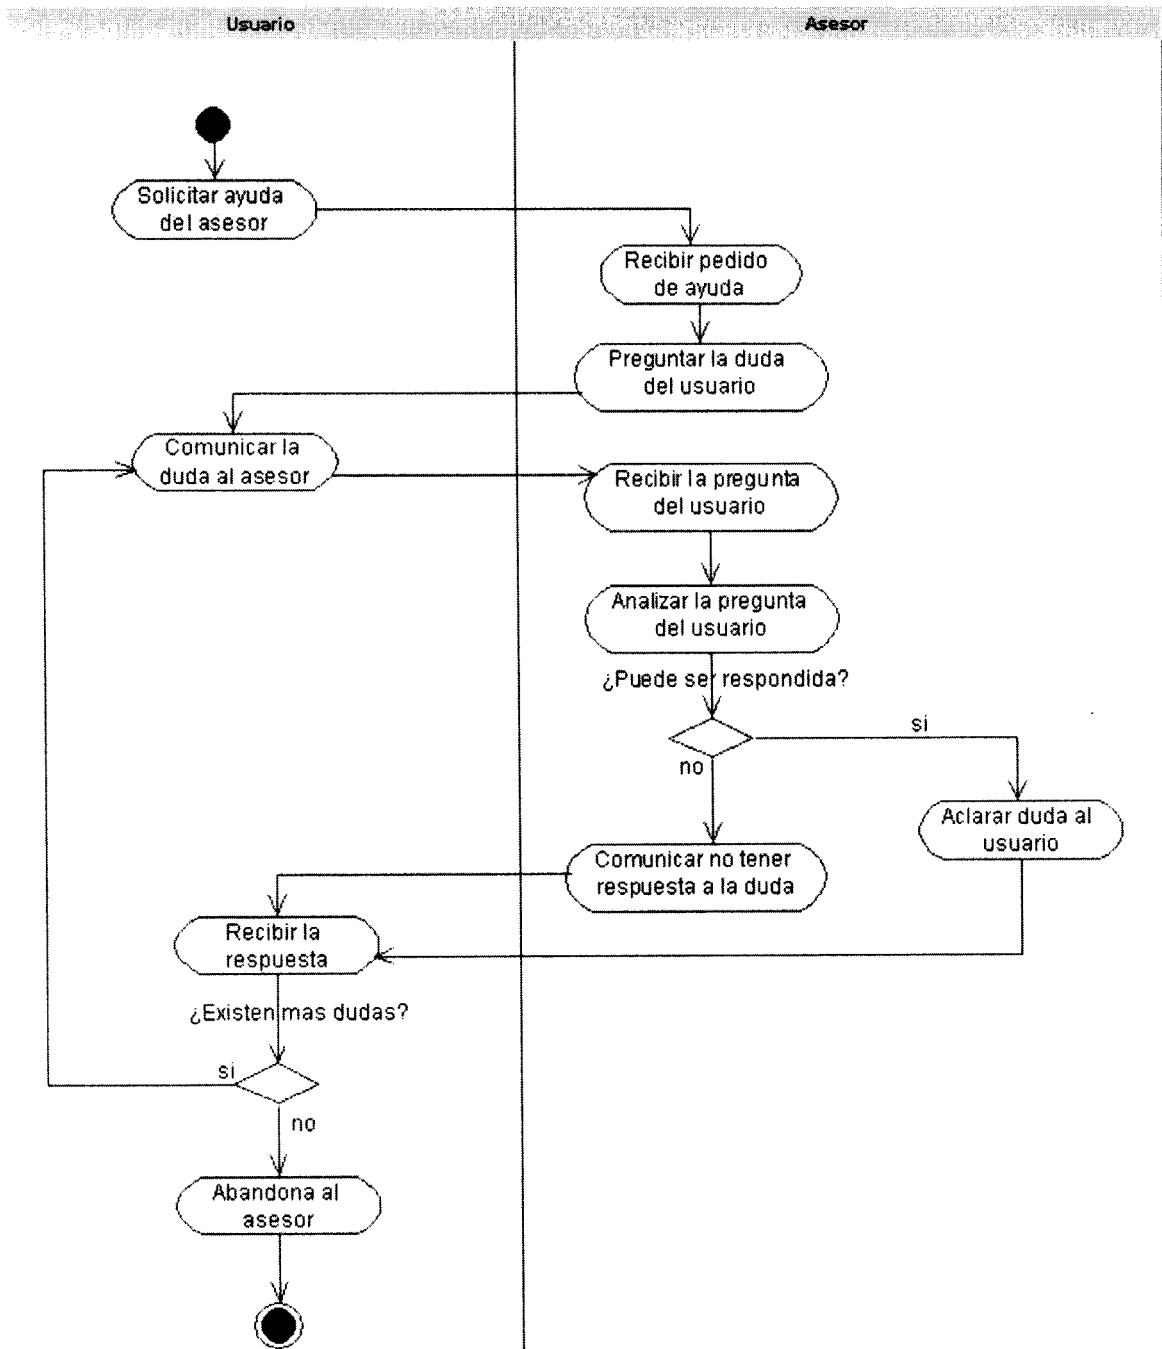 Usuario
Asesor
Solicitar ayuda
del asesor
Recibir pedido
de ayuda
Preguntar la duda
del usuario
Comunicar la
duda al asesor
Recibir la pregunta
del usuario
Analizar la pregunta
del usuario
¿Puede ser respondida?
si
no
Aclarar duda al
usuario
Comunicar no tener
respuesta a la duda
Recibir la
respuesta
¿Existen mas dudas?
si
no
Abandona al
asesor